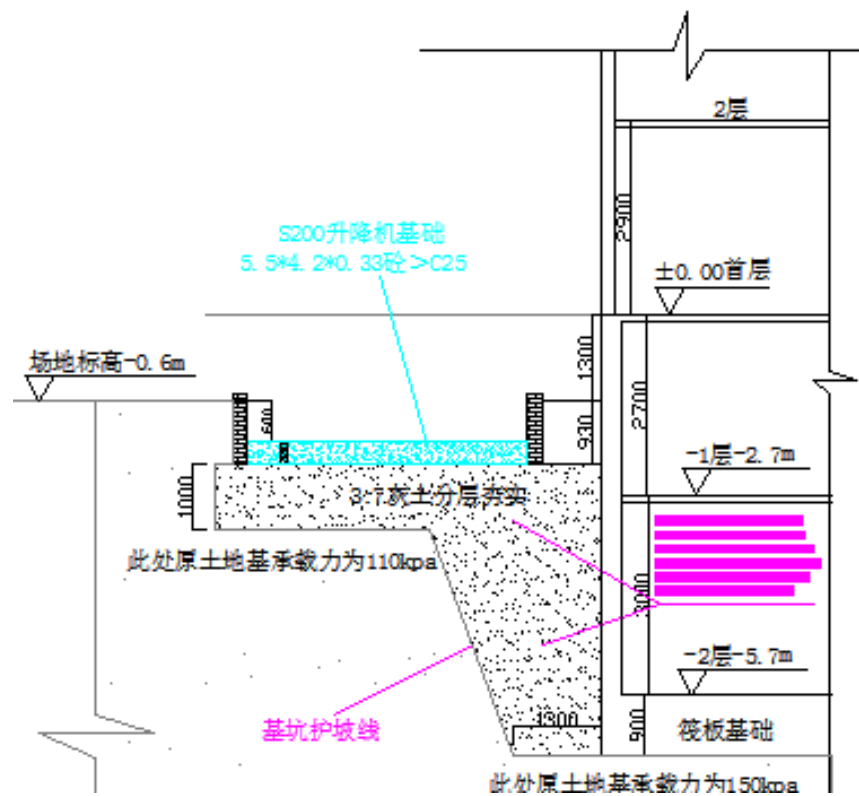 2层
2900
S200升降机基础
5.5*4.2*0.33砼>C25
±0.00首层
场地标高-0.6m
1300
2700
600
930
-1层-2.7m
1000
3:7灰土分层夯实
此处原土地基承载力为110kpa
3000
-2层-5.7m
1300
900
基坑护坡线
筏板基础
此处原土地基承载力为150kpa